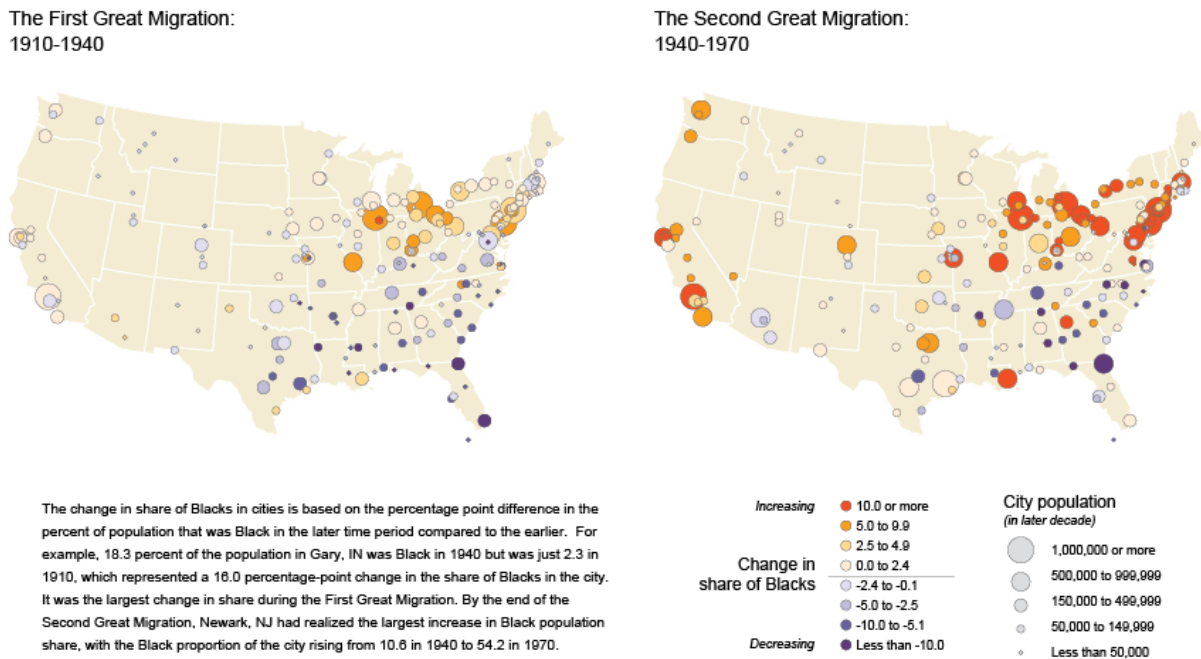 The First Great Migration:
1910-1940
The Second Great Migration:
1940-1970
The change in share of Blacks in cities is based on the percentage point difference in the
percent of population that was Black in the later time period compared to the earlier.  For
example, 18.3 percent of the population in Gary, IN was Black in 1940 but was just 2.3 in
1910, which represented a 16.0 percentage-point change in the share of Blacks in the city.
It was the largest change in share during the First Great Migration. By the end of the
Second Great Migration, Newark, NJ had realized the largest increase in Black population
share, with the Black proportion of the city rising from 10.6 in 1940 to 54.2 in 1970.
Change in
share of Blacks
Increasing
10.0 or more
5.0 to 9.9
2.5 to 4.9
0.0 to 2.4
-2.4 to -0.1
-5.0 to -2.5
-10.0 to -5.1
Decreasing
Less than -10.0
City population
(in later decade)
1,000,000 or more
500,000 to 999,999
150,000 to 499,999
50,000 to 149,999
Less than 50,000